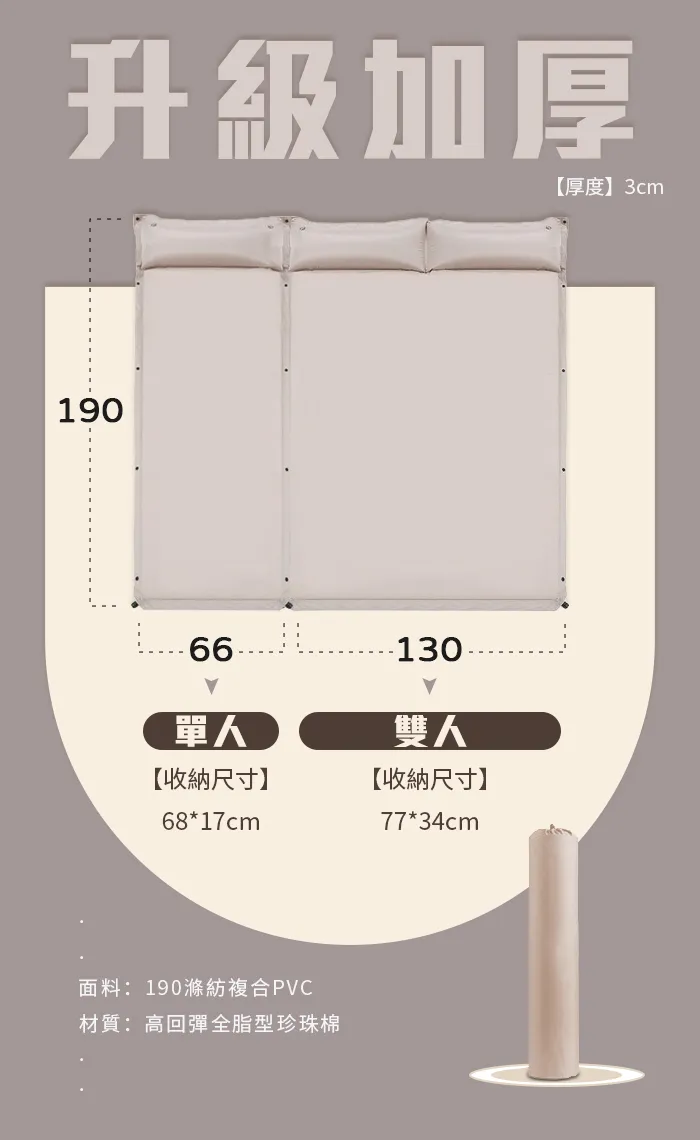 升級加厚
【厚度】3cm
190
66
130
單人
雙人
【收納尺寸】
【收納尺寸】
68*17cm
77*34cm
面料：190滌紡複合PVC
材質：高回彈全脂型珍珠棉